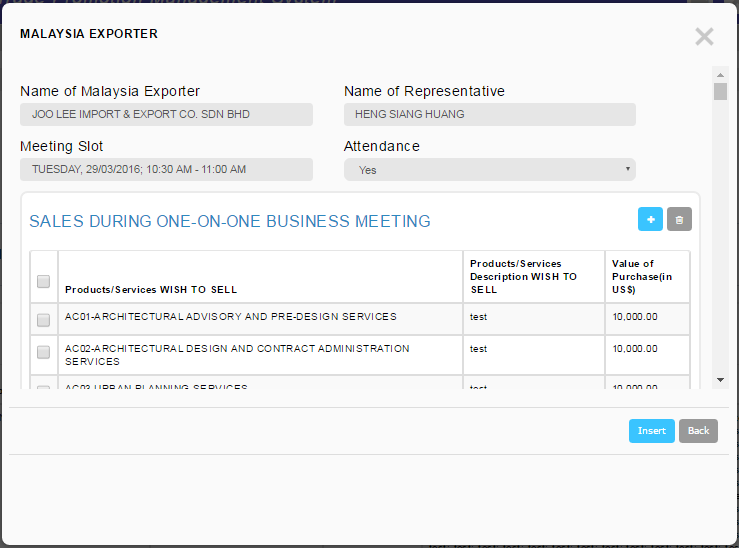 MALAYSIA EXPORTER
Name of Malaysia Exporter
Name of Representative
JOO LEE IMPORT & EXPORT CO. SDN BHD
HENG SIANG HUANG
Meeting Slot
Attendance
TUESDAY, 29/03/2016; 10:30 AM - 11:00 AM
Yes
SALES DURING ONE-ON-ONE BUSINESS MEETING
Products/Services WISH TO SELL
Products/Services
Description WISH TO
SELL
Value of
Purchase(in
US$)
AC01-ARCHITECTURAL ADVISORY AND PRE-DESIGN SERVICES
test
10,000.00
AC02-ARCHITECTURAL DESIGN AND CONTRACT ADMINISTRATION
SERVICES
test
10,000.00
AC03-URBAN PLANNING SERVICES
test
10,000.00
Insert
Back